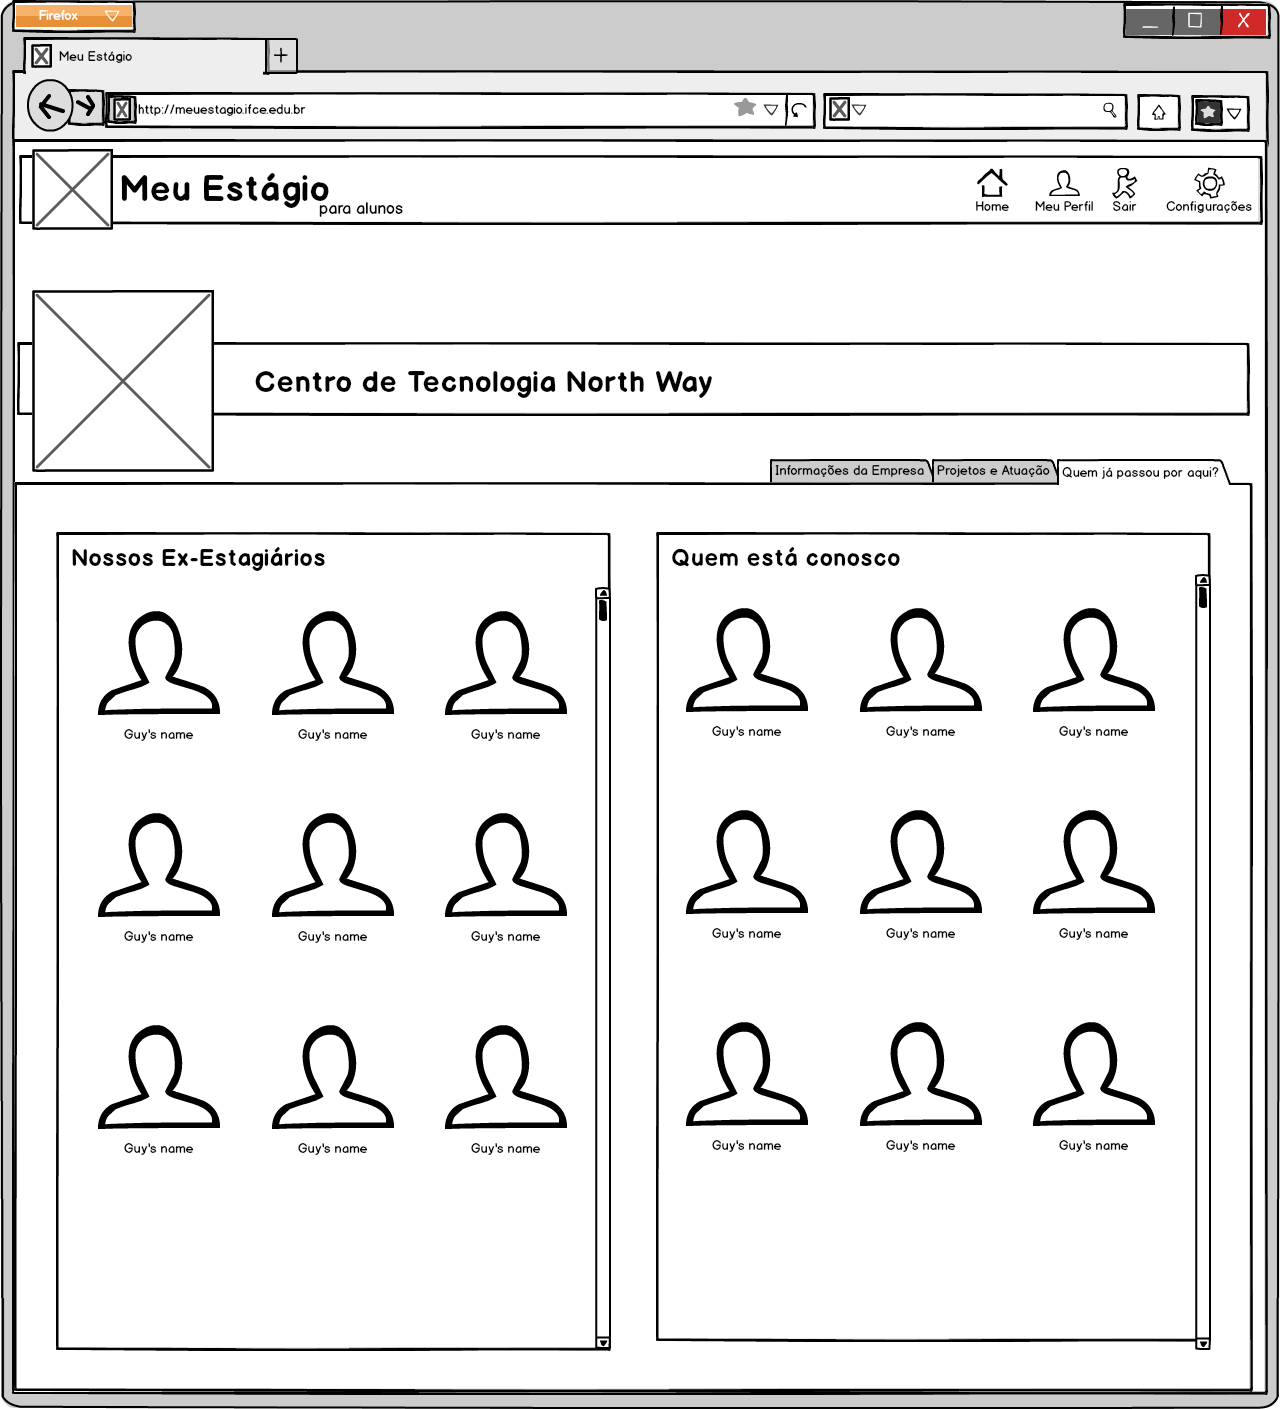 Firefox
Meu Estágio
http://meuestagio.ifce.edu.br
Meu Estágio
para alunos
Home
Meu Perfil
Sair
Configurações
Centro de Tecnologia North Way
Informações da Empresa
Projetos e Atuação
Quem já passou por aqui?
Nossos Ex-Estagiários
Guy's name Guy's name Guy's name
Guy's name Guy's name Guy's name
Guy's name Guy's name Guy's name
Quem está conosco
Guy's name Guy's name Guy's name
Guy's name Guy's name Guy's name
Guy's name Guy's name Guy's name